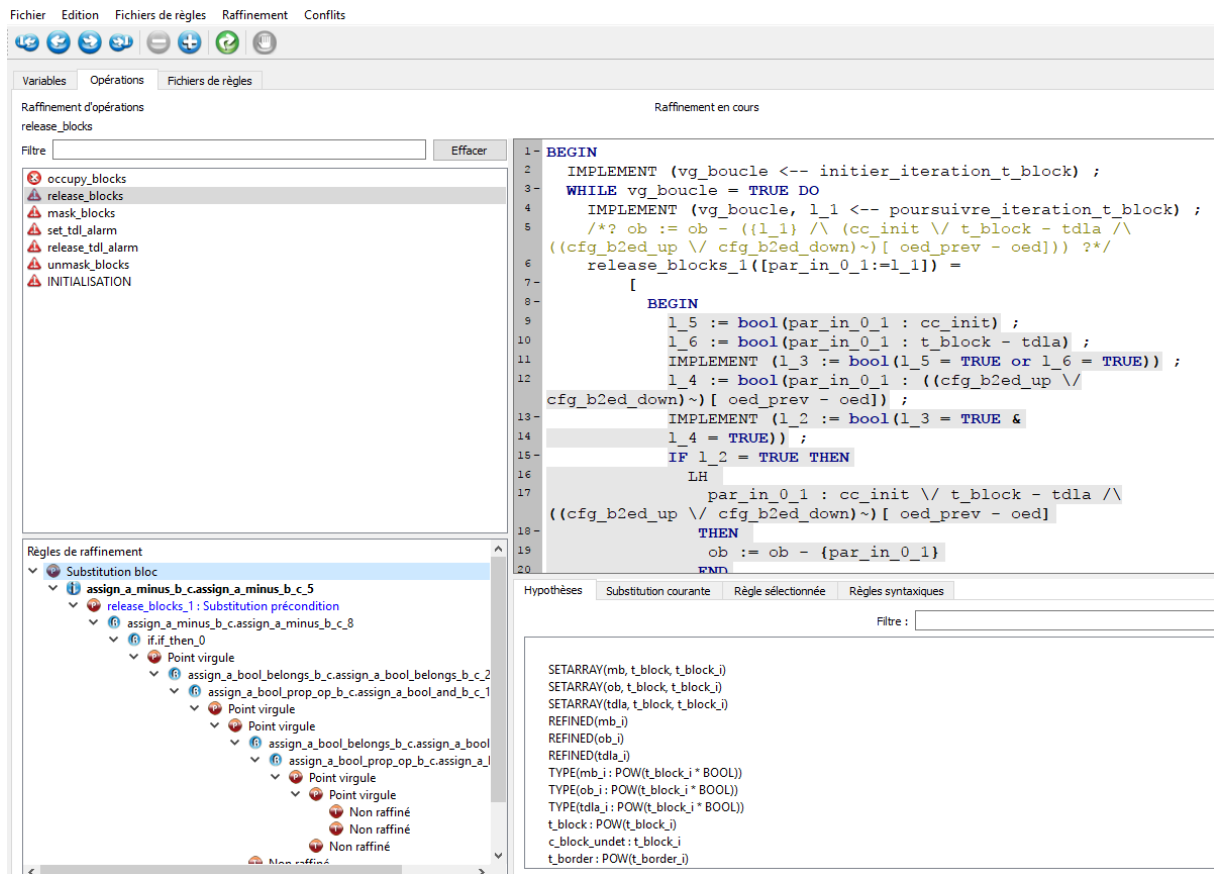 Fichier Edition Fichiers de règles Raffinement Conflits
Variables Opérations Fichiers de règles
Raffinement d'opérations
release_blocks
Filtre Effacer
occupy_blocks
release_blocks
mask_blocks
set_tdl_alarm
release_tdl_alarm
unmask_blocks
INITIALISATION
Règles de raffinement
Substitution bloc
assign_a_minus_b_c.assign_a_minus_b_c_5
release_blocks_1 : Substitution précondition
assign_a_minus_b_c.assign_a_minus_b_c_8
if.if_then_0
Point virgule
assign_a_bool_belongs_b_c.assign_a_bool_belongs_b_c_2
assign_a_bool_prop_op_b_c.assign_a_bool_and_b_c_1
Point virgule
Point virgule
assign_a_bool_belongs_b_c.assign_a_bool
assign_a_bool_prop_op_b_c.assign_a_l
Point virgule
Point virgule
Non raffiné
Non raffiné
Non raffiné
Non raffiné
Raffinement en cours
1 BEGIN
2 IMPLEMENT (vg_boucle <-- initier_iteration_t_block) ;
3 WHILE vg_boucle = TRUE DO
4 IMPLEMENT (vg_boucle, l_1 <-- poursuivre_iteration_t_block) ;
5 /*? ob := ob - ({l_1} /\ (cc_init \/ t_block - tdla /\
((cfg_b2ed_up \/ cfg_b2ed_down)~)[ oed_prev - oed])) ?*/
6 release_blocks_1([par_in_0_1:=l_1]) =
7 [
8 BEGIN
9 l_5 := bool(par_in_0_1 : cc_init) ;
10 l_6 := bool(par_in_0_1 : t_block - tdla) ;
11 IMPLEMENT (l_3 := bool(l_5 = TRUE or l_6 = TRUE)) ;
12 l_4 := bool(par_in_0_1 : ((cfg_b2ed_up \/
cfg_b2ed_down)~)[ oed_prev - oed]) ;
13 IMPLEMENT (l_2 := bool(l_3 = TRUE &
14 l_4 = TRUE)) ;
15 IF l_2 = TRUE THEN
16 LH
17 par_in_0_1 : cc_init \/ t_block - tdla /\
((cfg_b2ed_up \/ cfg_b2ed_down)~)[ oed_prev - oed]
18 THEN
19 ob := ob - {par_in_0_1}
20 END
Hypothèses Substitution courante Règle sélectionnée Règles syntaxiques
Filtre :
SETARRAY(mb, t_block, t_block_i)
SETARRAY(ob, t_block, t_block_i)
SETARRAY(tdla, t_block, t_block_i)
REFINED(mb_i)
REFINED(ob_i)
REFINED(tdla_i)
TYPE(mb_i : POW(t_block_i * BOOL))
TYPE(ob_i : POW(t_block_i * BOOL))
TYPE(tdla_i : POW(t_block_i * BOOL))
t_block : POW(t_block_i)
c_block_undet : t_block_i
t_border : POW(t_border_i)